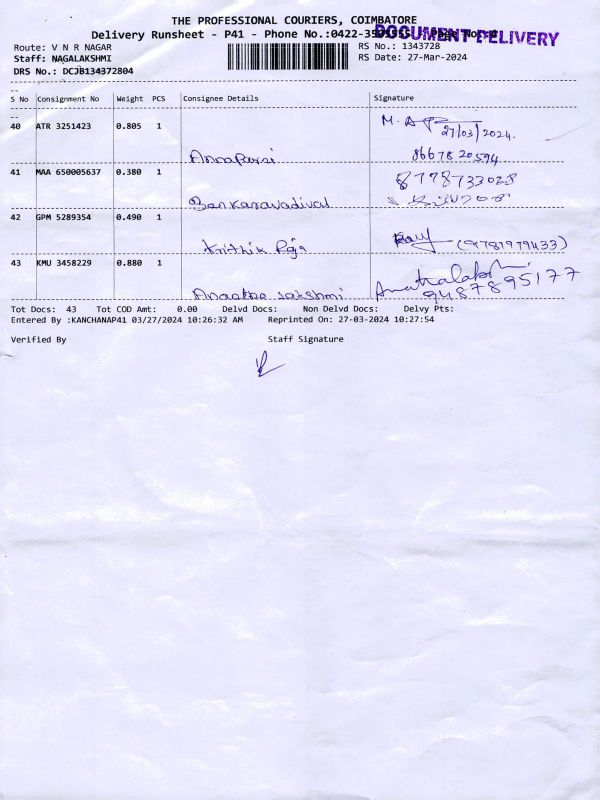 THE PROFESSIONAL COURIERS, COIMBATORE
DOCUMENT DELIVERY
Delivery Runsheet - P41 - Phone No.:0422-
Route: V N R NAGAR RS No.: 1343728
Staff: NAGALAKSHMI RS Date: 27-Mar-2024
DRS No.: DCJB134372804
S No Consignment No Weight PCS Consignee Details Signature
40 ATR 3251423 0.805 1 M. A
27/03/2024.
Annaparni 8667820594
41 MAA 650005637 0.380 1 8778733028
Bankaravadival
42 GPM 5289354 0.490 1
Krithik Raja (9781979433)
43 KMU 3458229 0.880 1
9487895177
Tot Docs: 43 Tot COD Amt: 0.00 Delvd Docs: Non Delvd Docs: Delvy Pts:
Entered By :KANCHANAP41 03/27/2024 10:26:32 AM Reprinted On: 27-03-2024 10:27:54
Verified By Staff Signature